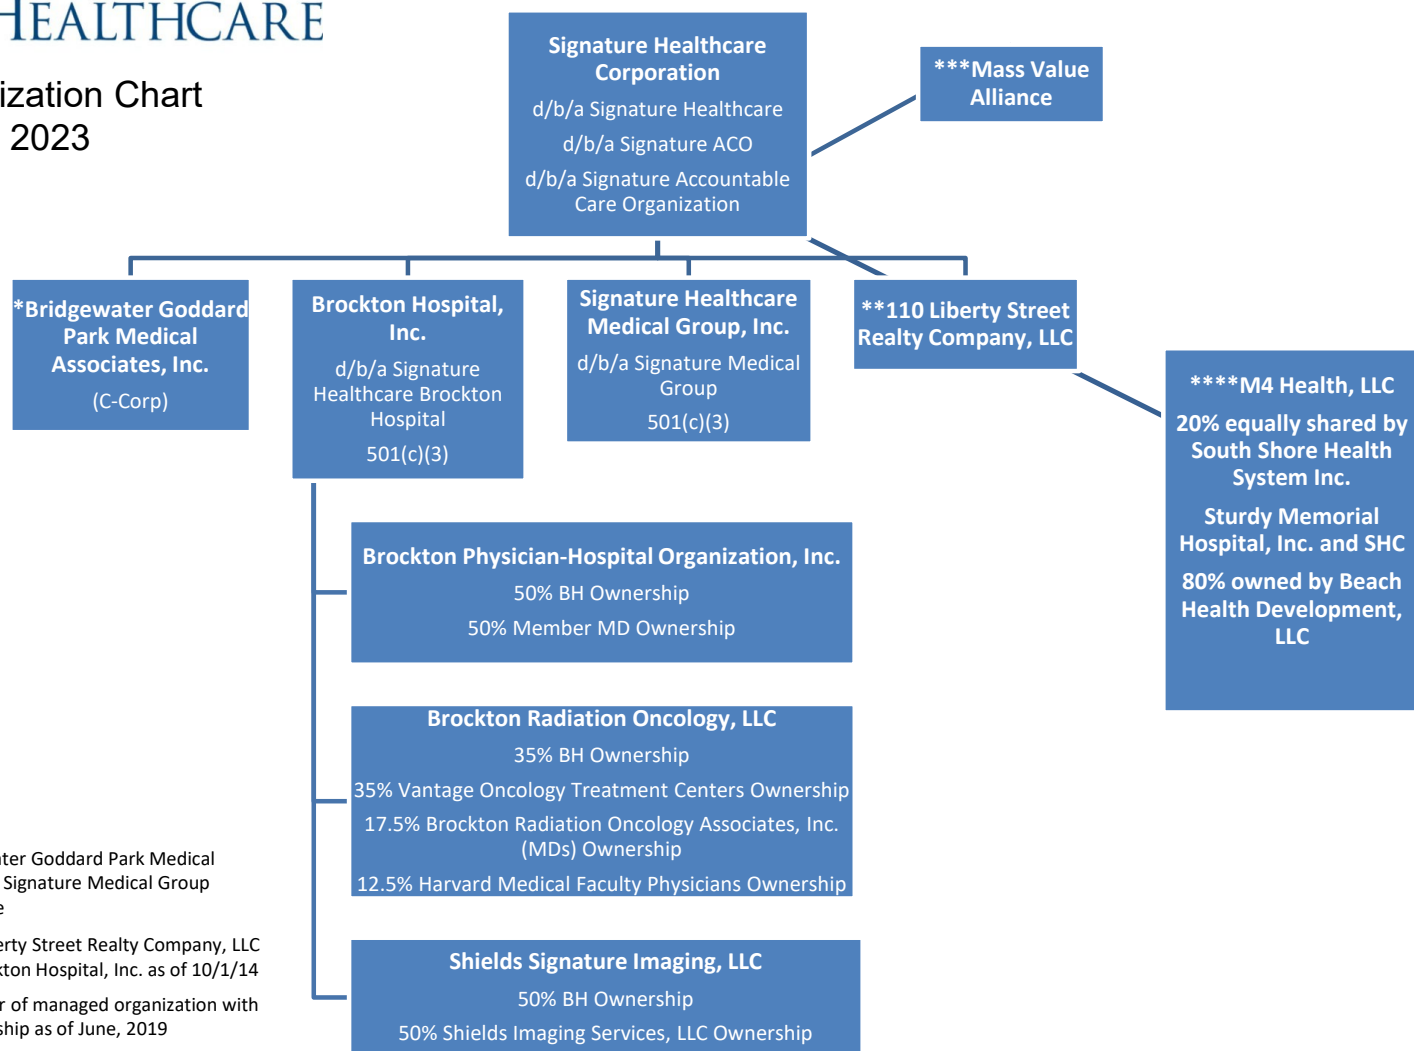 HEALTHCARE
ization Chart
2023
Signature Healthcare
Corporation
d/b/a Signature Healthcare
d/b/a Signature ACO
d/b/a Signature Accountable
Care Organization
***Mass Value
Alliance
*Bridgewater Goddard
Park Medical
Associates, Inc.
(C-Corp)
Brockton Hospital,
Inc.
d/b/a Signature
Healthcare Brockton
Hospital
501(c)(3)
Signature Healthcare
Medical Group, Inc.
d/b/a Signature Medical
Group
501(c)(3)
**110 Liberty Street
Realty Company, LLC
****M4 Health, LLC
20% equally shared by
South Shore Health
System Inc.
Sturdy Memorial
Hospital, Inc. and SHC
80% owned by Beach
Health Development,
LLC
Brockton Physician-Hospital Organization, Inc.
50% BH Ownership
50% Member MD Ownership
Brockton Radiation Oncology, LLC
35% BH Ownership
35% Vantage Oncology Treatment Centers Ownership
17.5% Brockton Radiation Oncology Associates, Inc.
(MDs) Ownership
12.5% Harvard Medical Faculty Physicians Ownership
Shields Signature Imaging, LLC
50% BH Ownership
50% Shields Imaging Services, LLC Ownership
ter Goddard Park Medical
Signature Medical Group
e
erty Street Realty Company, LLC
kton Hospital, Inc. as of 10/1/14
r of managed organization with
ship as of June, 2019